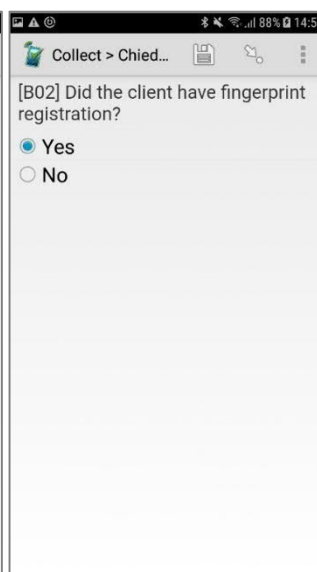 88% 14:5
Collect > Chied...
[B02] Did the client have fingerprint
registration?
Yes
No